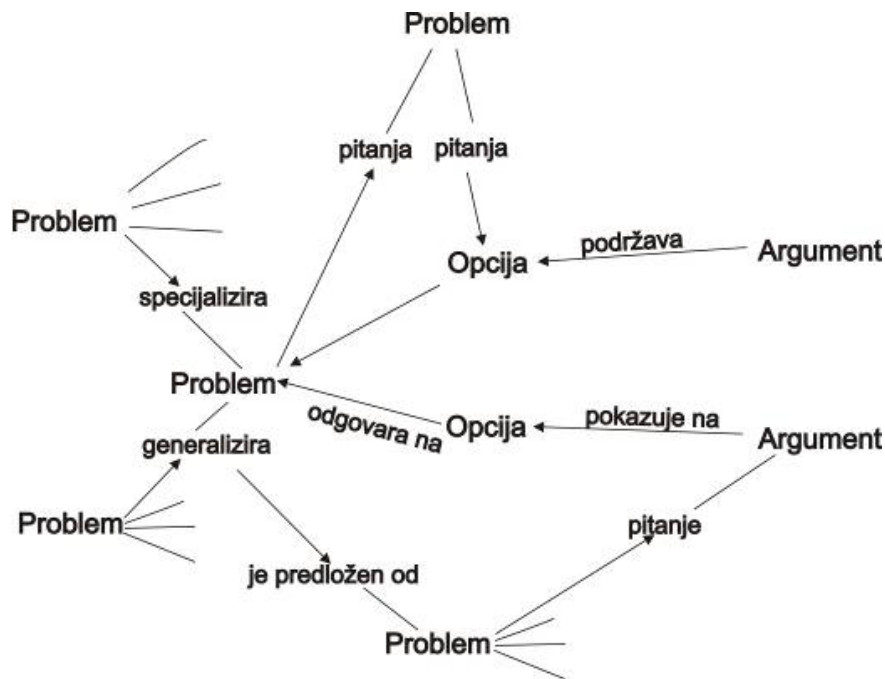 Problem
pitanja
pitanja
Problem
podržava
Argument
Opcija
specijalizira
Problem
odgovara na
Opcija
pokazuje na
Argument
generalizira
Problem
pitanje
je predložen od
Problem